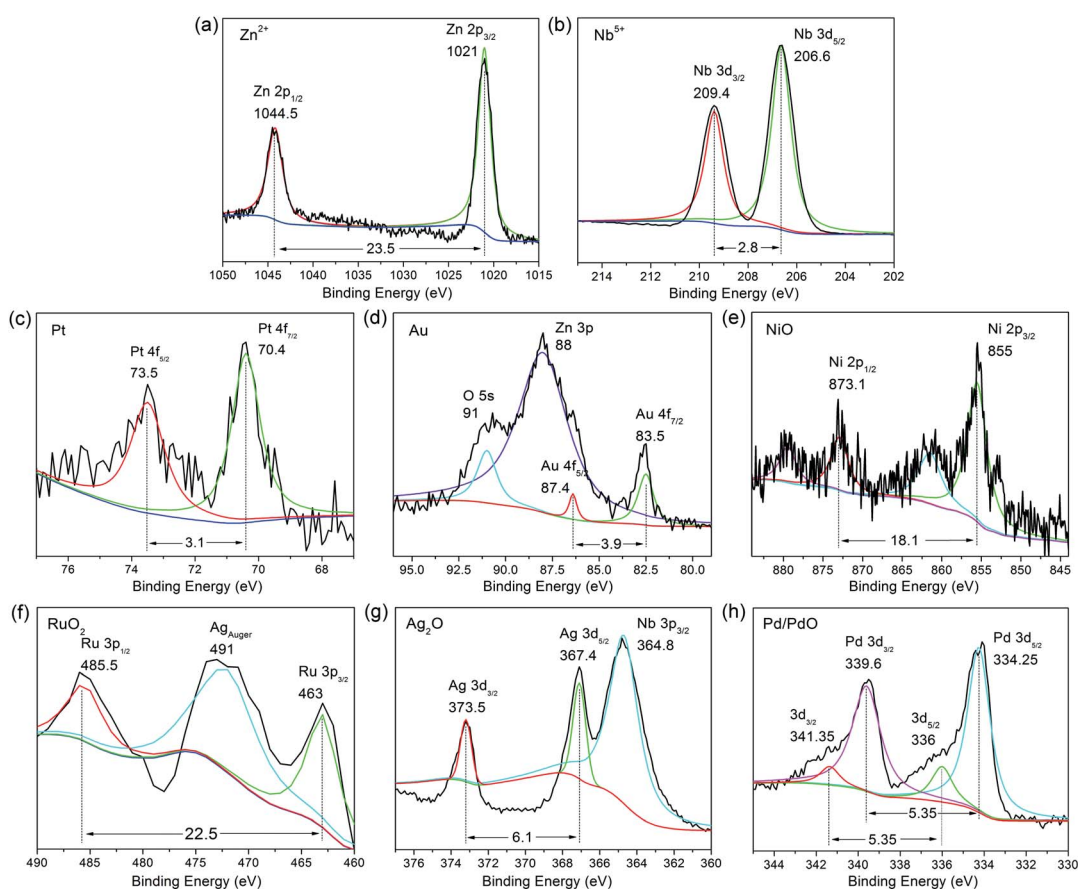 (a)
Zn²⁺
Zn 2p₁/₂
1044.5
Zn 2p₃/₂
1021
23.5
1050 1045 1040 1035 1030 1025 1020 1015
Binding Energy (eV)
(b)
Nb⁵⁺
Nb 3d₃/₂
209.4
Nb 3d₅/₂
206.6
2.8
214 212 210 208 206 204 202
Binding Energy (eV)
(c)
Pt
Pt 4f₅/₂
73.5
Pt 4f₇/₂
70.4
3.1
76 74 72 70 68
Binding Energy (eV)
(d)
Au
O 5s
91
Zn 3p
88
Au 4f₅/₂
87.4
Au 4f₇/₂
83.5
3.9
95.0 92.5 90.0 87.5 85.0 82.5 80.0
Binding Energy (eV)
(e)
NiO
Ni 2p₁/₂
873.1
Ni 2p₃/₂
855
18.1
880 874 867 860 855 850 844
Binding Energy (eV)
(f)
RuO₂
Ru 3p₁/₂
485.5
Ag Auger
491
Ru 3p₃/₂
463
22.5
490 485 480 475 470 465 460
Binding Energy (eV)
(g)
Ag₂O
Ag 3d₃/₂
373.5
Ag 3d₅/₂
367.4
Nb 3p₃/₂
364.8
6.1
376 374 372 370 368 366 364 362 360
Binding Energy (eV)
(h)
Pd/PdO
3d₃/₂
341.35
Pd 3d₃/₂
339.6
3d₅/₂
336
Pd 3d₅/₂
334.25
5.35
5.35
344 342 340 338 336 334 332 330
Binding Energy (eV)